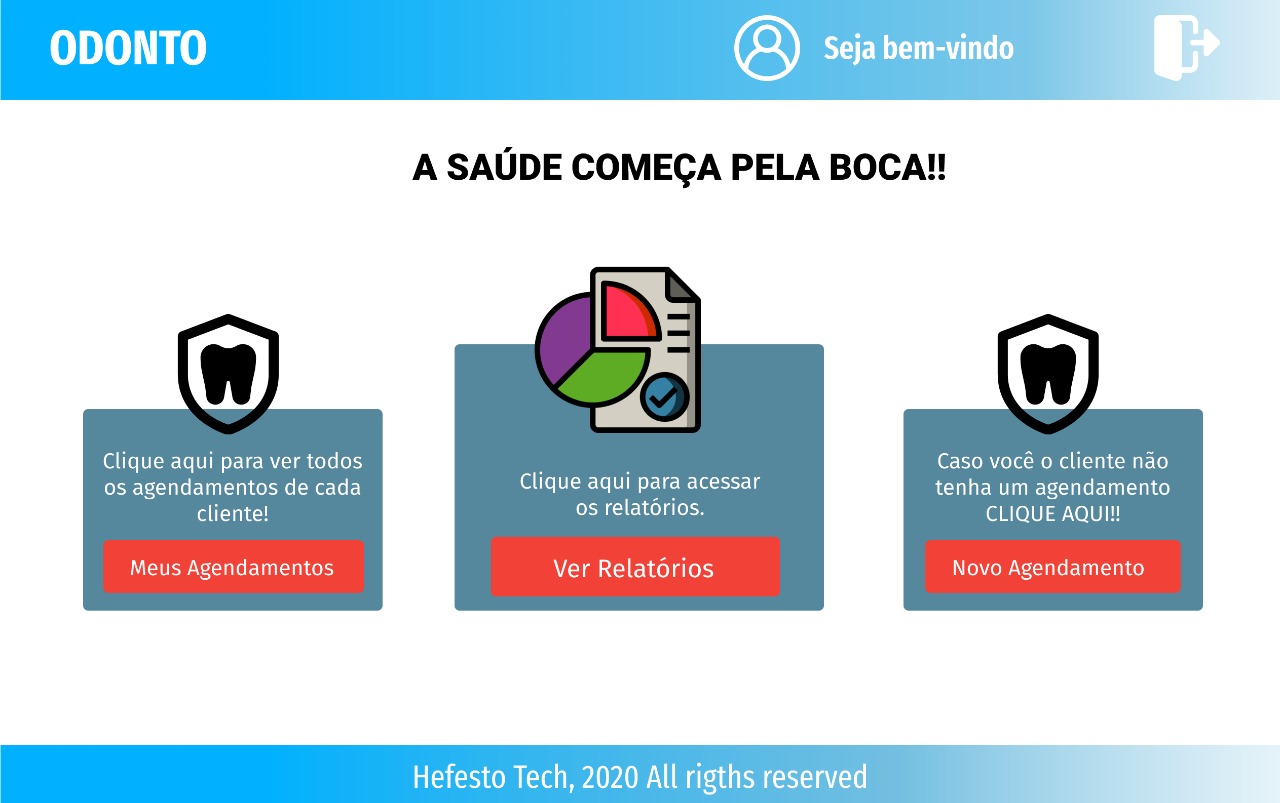 ODONTO
Seja bem-vindo
A SAÚDE COMEÇA PELA BOCA!!
Clique aqui para ver todos
os agendamentos de cada
cliente!
Meus Agendamentos
Clique aqui para acessar
os relatórios.
Ver Relatórios
Caso você o cliente não
tenha um agendamento
CLIQUE AQUI!!
Novo Agendamento
Hefesto Tech, 2020 All rigths reserved